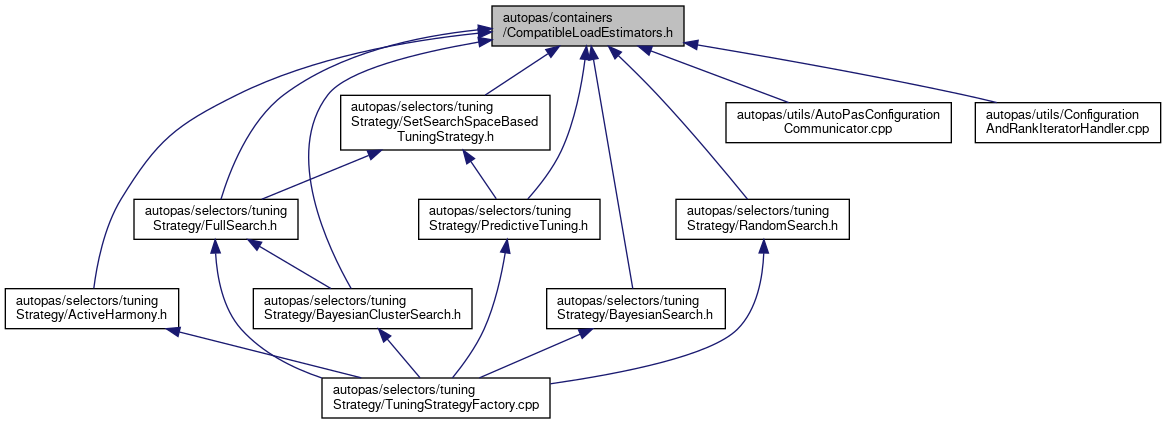 autopas/containers
/CompatibleLoadEstimators.h
autopas/selectors/tuning
Strategy/SetSearchSpaceBased
TuningStrategy.h
autopas/utils/AutoPasConfiguration
Communicator.cpp
autopas/utils/Configuration
AndRankIteratorHandler.cpp
autopas/selectors/tuning
Strategy/FullSearch.h
autopas/selectors/tuning
Strategy/PredictiveTuning.h
autopas/selectors/tuning
Strategy/RandomSearch.h
autopas/selectors/tuning
Strategy/ActiveHarmony.h
autopas/selectors/tuning
Strategy/BayesianClusterSearch.h
autopas/selectors/tuning
Strategy/BayesianSearch.h
autopas/selectors/tuning
Strategy/TuningStrategyFactory.cpp